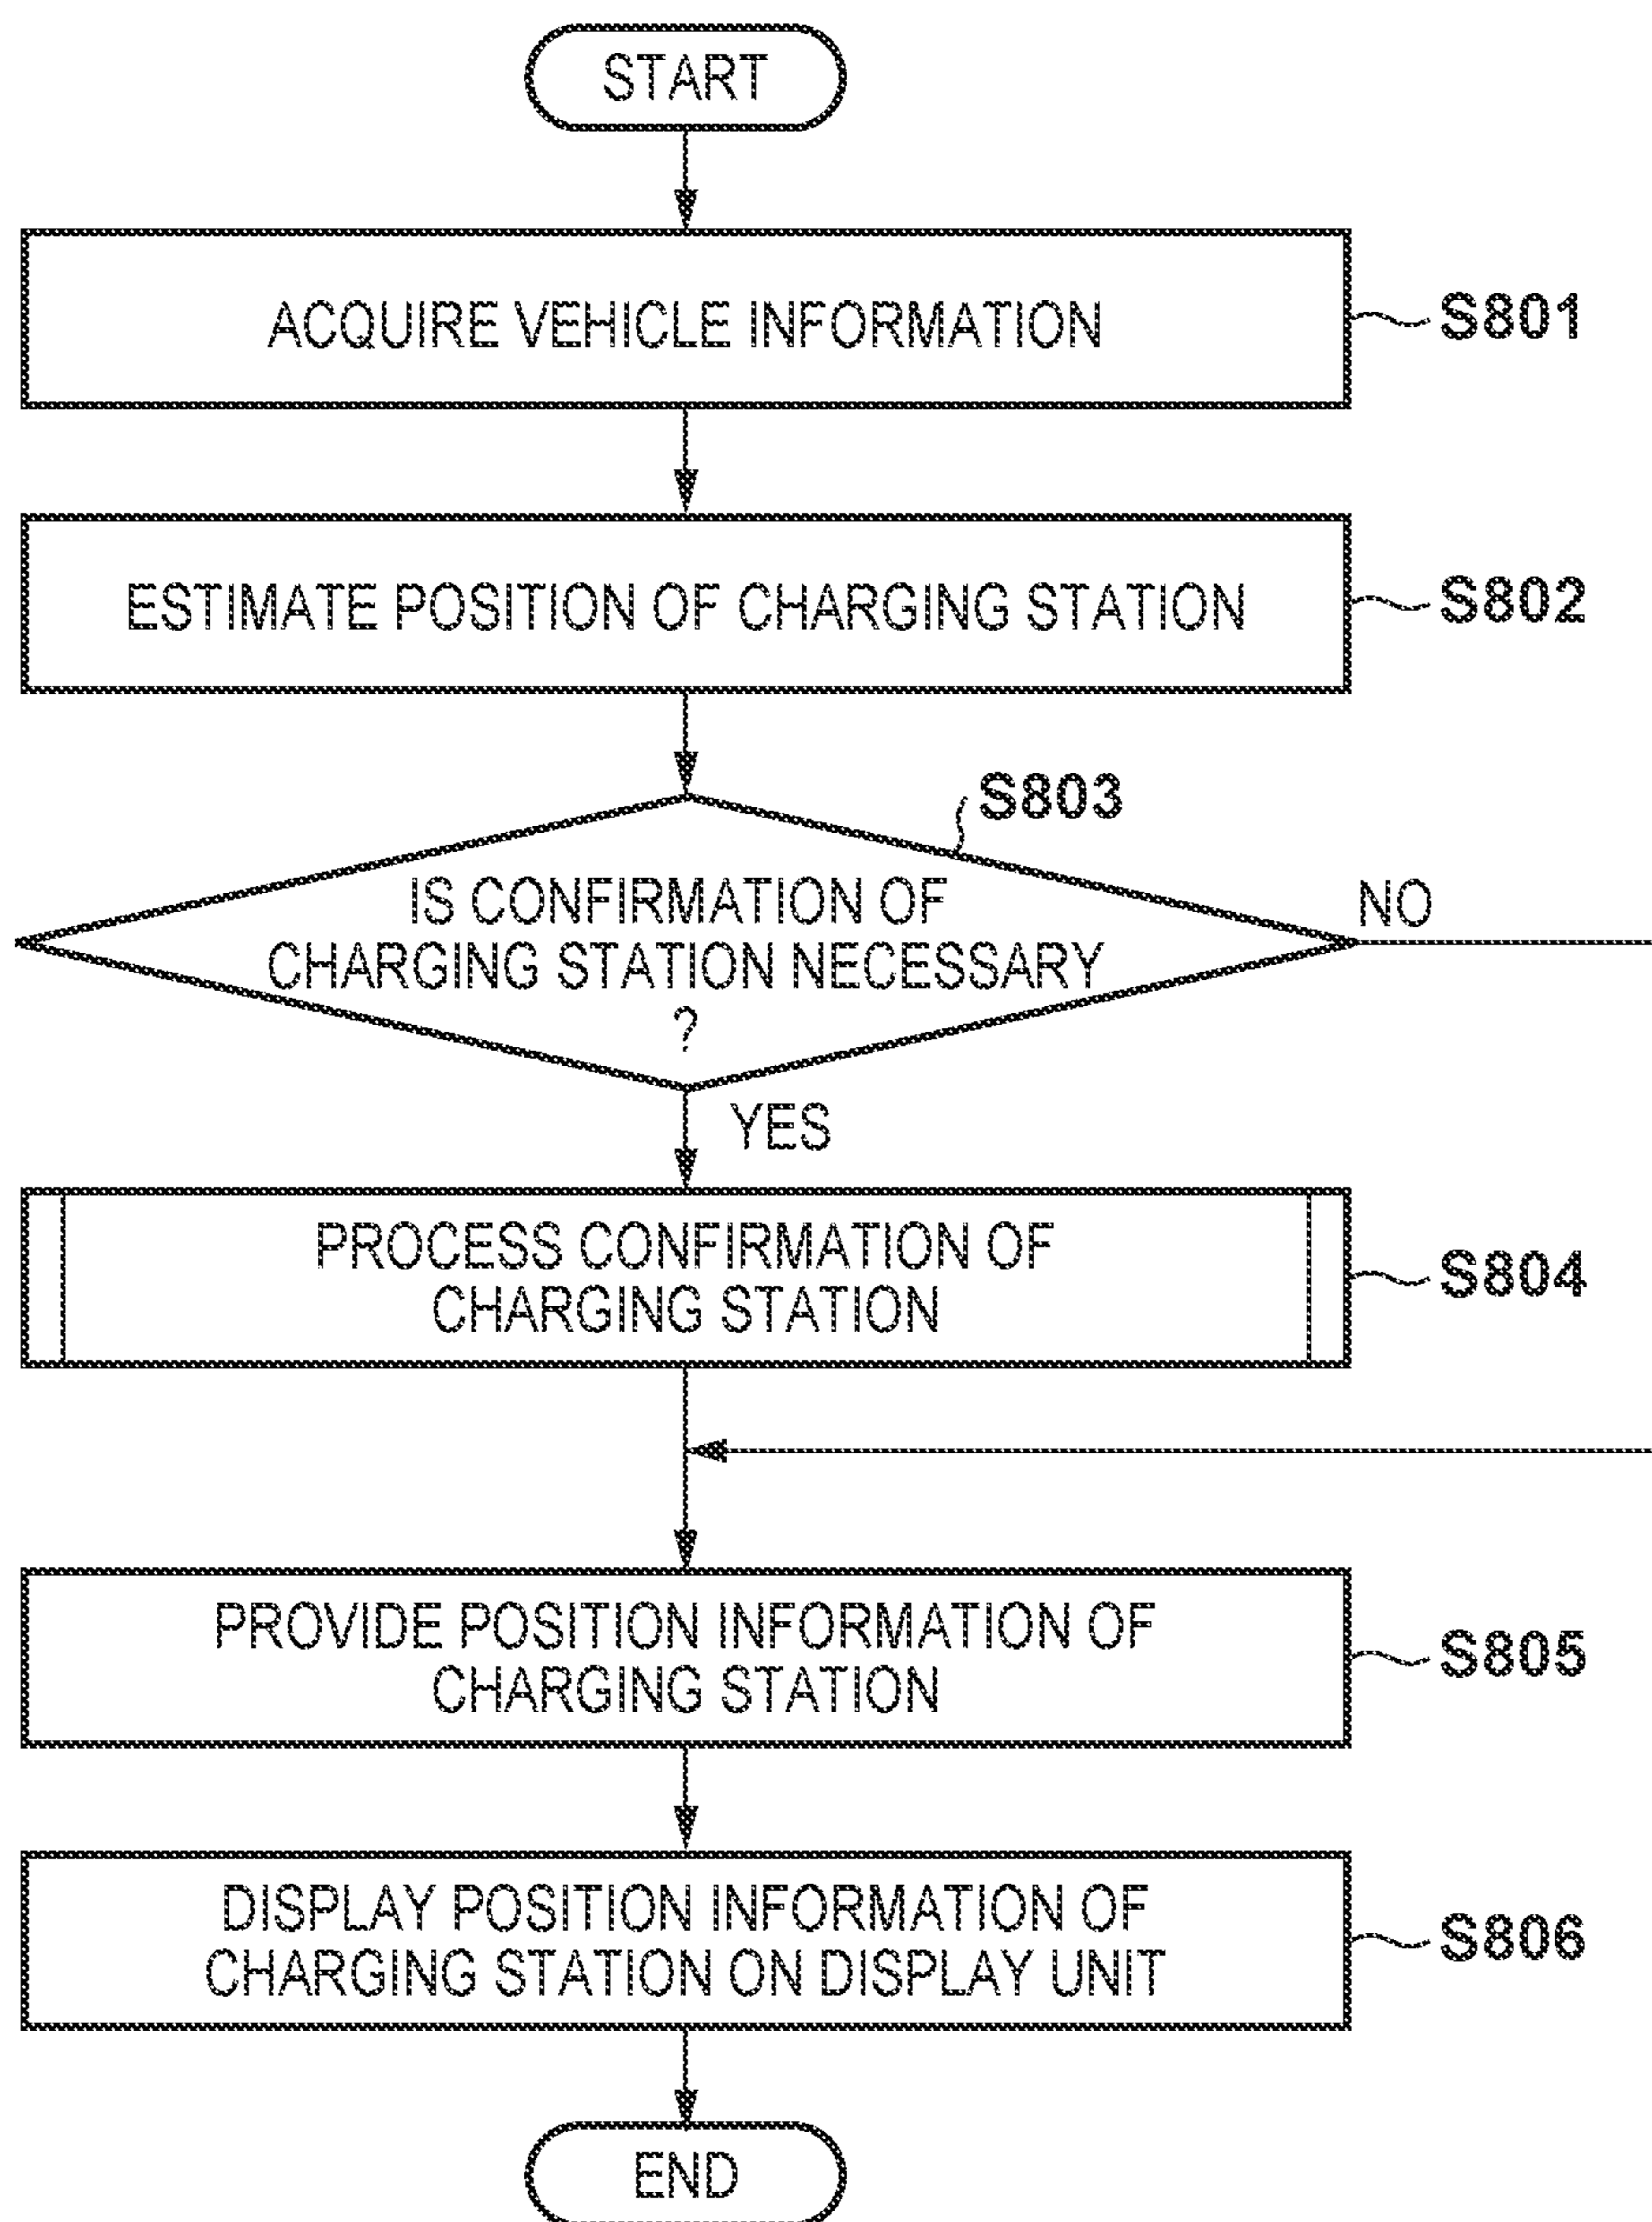 START
ACQUIRE VEHICLE INFORMATION
S801
ESTIMATE POSITION OF CHARGING STATION
S802
S803
IS CONFIRMATION OF
CHARGING STATION NECESSARY
?
NO
YES
PROCESS CONFIRMATION OF
CHARGING STATION
S804
PROVIDE POSITION INFORMATION OF
CHARGING STATION
S805
DISPLAY POSITION INFORMATION OF
CHARGING STATION ON DISPLAY UNIT
S806
END